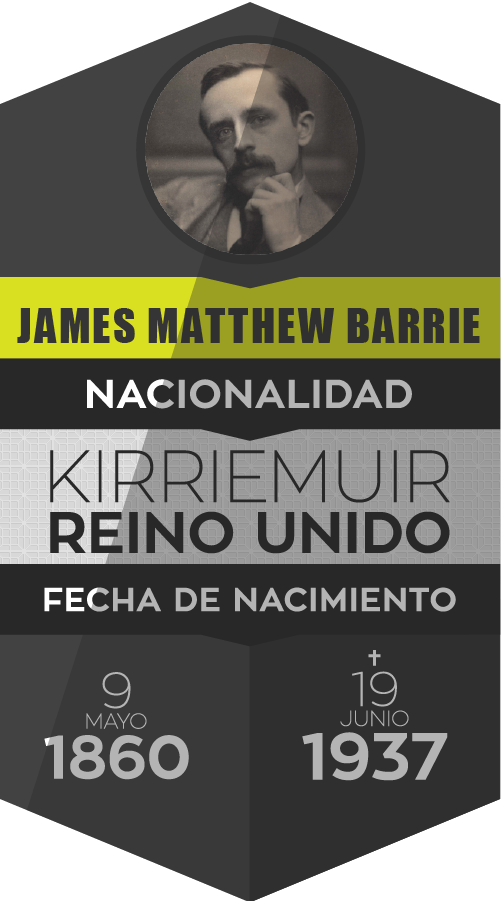 JAMES MATTHEW BARRIE
NACIONALIDAD
KIRRIEMUIR
REINO UNIDO
FECHA DE NACIMIENTO
9
MAYO
1860
✝
19
JUNIO
1937